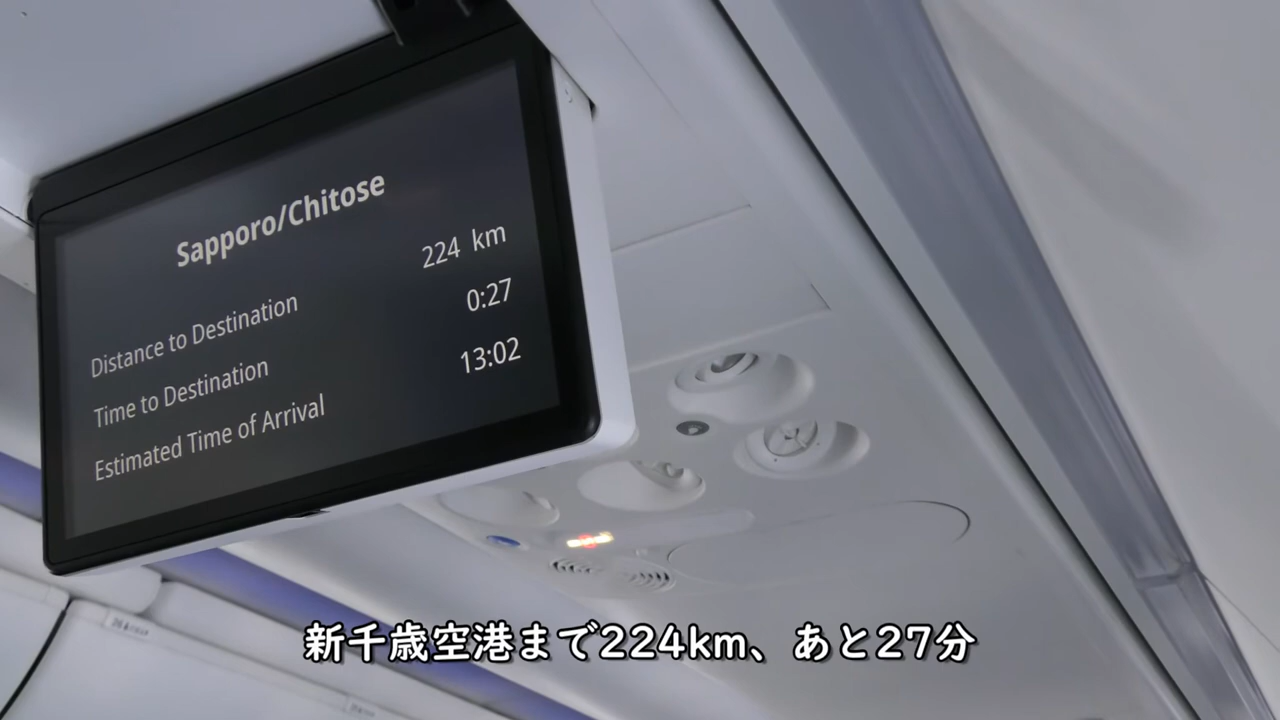 Sapporo/Chitose
Distance to Destination 224 km
Time to Destination 0:27
Estimated Time of Arrival 13:02
新千歳空港まで224km、あと27分